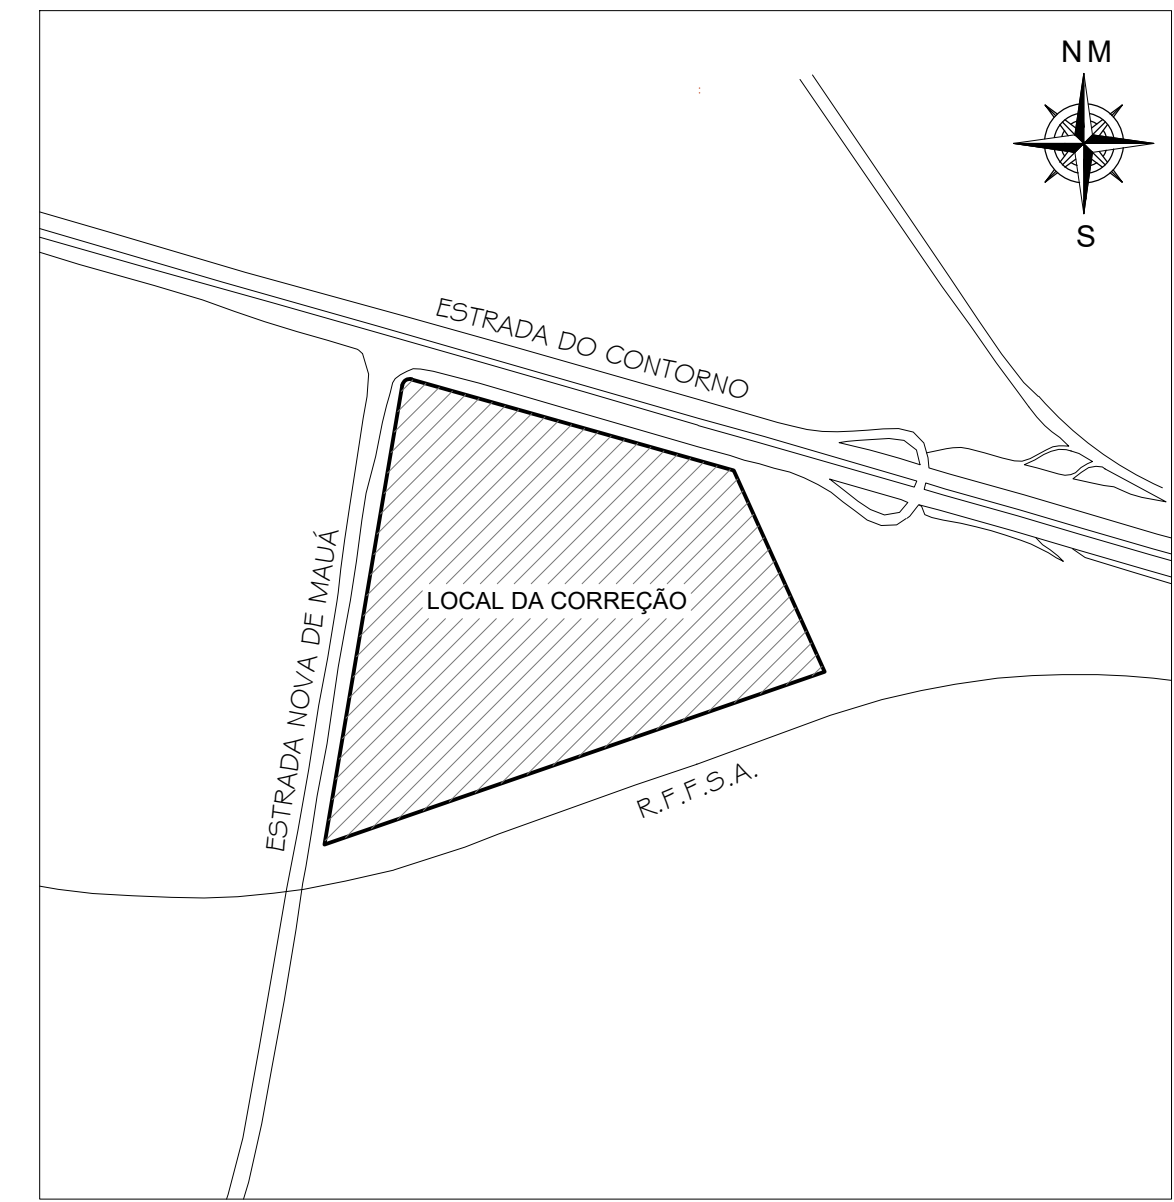 NM
S
ESTRADA DO CONTORNO
ESTRADA NOVA DE MAUÁ
LOCAL DA CORREÇÃO
R.F.F.S.A.